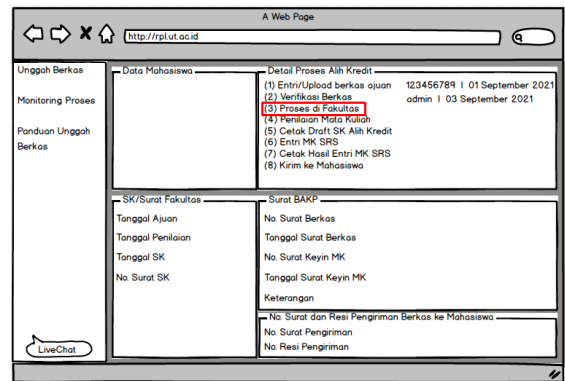 A Web Page
http://rpl.ut.ac.id
Unggah Berkas
Monitoring Proses
Panduan Unggah
Berkas
LiveChat
Data Mahasiswa
Detail Proses Alih Kredit
(1) Entri/Upload berkas ajuan 123456789 | 01 September 2021
(2) Verifikasi Berkas admin | 03 September 2021
(3) Proses di Fakultas
(4) Penilaian Mata Kuliah
(5) Cetak Draft SK Alih Kredit
(6) Entri MK SRS
(7) Cetak Hasil Entri MK SRS
(8) Kirim ke Mahasiswa
SK/Surat Fakultas
Tanggal Ajuan
Tanggal Penilaian
Tanggal SK
No. Surat SK
Surat BAKP
No. Surat Berkas
Tanggal Surat Berkas
No. Surat Keyin MK
Tanggal Surat Keyin MK
Keterangan
No. Surat dan Resi Pengiriman Berkas ke Mahasiswa
No. Surat Pengiriman
No. Resi Pengiriman